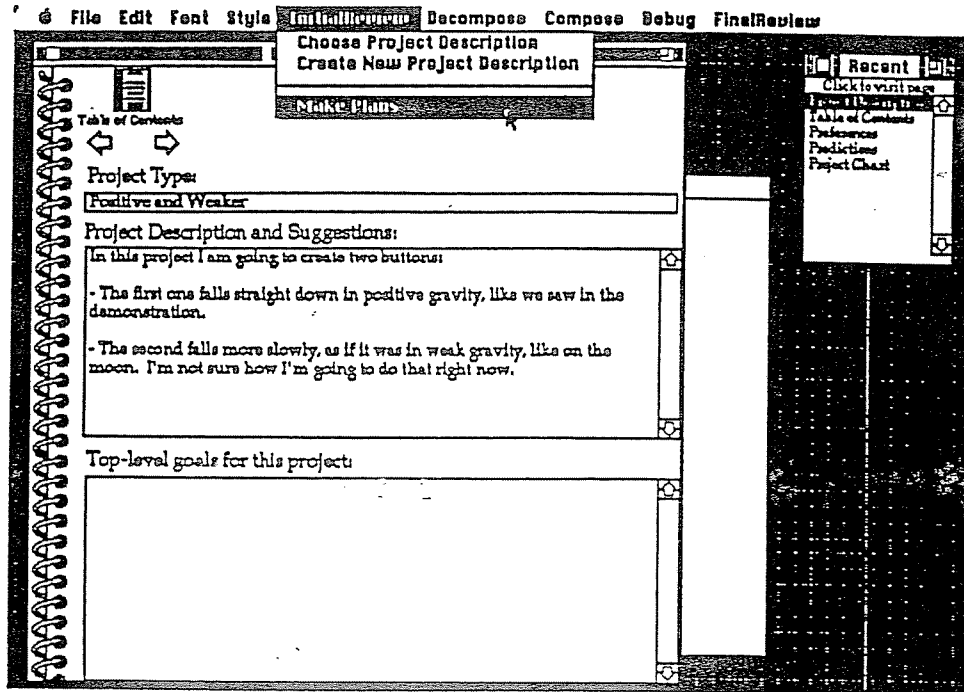 File Edit Font Style InitialReview Decompose Compose Debug FinalReview
Choose Project Description
Create New Project Description
Make Plans
Recent
Click to visit page
Table of Contents
Preferences
Predictions
Project Chart
Table of Contents
Project Type:
Positive and Weaker
Project Description and Suggestions:
In this project I am going to create two buttons:
- The first one falls straight down in positive gravity, like we saw in the
demonstration.
- The second falls more slowly, as if it was in weak gravity, like on the
moon. I'm not sure how I'm going to do that right now.
Top-level goals for this project: